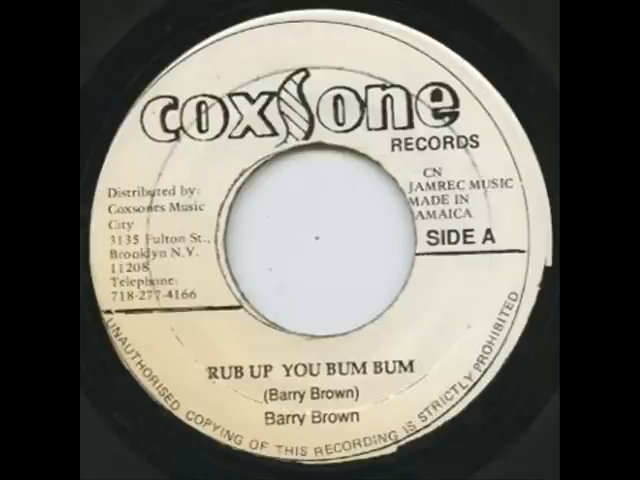 coxsone
RECORDS
CN
JAMREC MUSIC
MADE IN
JAMAICA
SIDE A
Distributed by:
Coxsones Music
City
3135 Fulton St.,
Brooklyn N.Y.
11208
Telephone:
718-277-4166
RUB UP YOU BUM BUM
(Barry Brown)
Barry Brown
UNAUTHORISED COPYING OF THIS RECORDING IS STRICTLY PROHIBITED